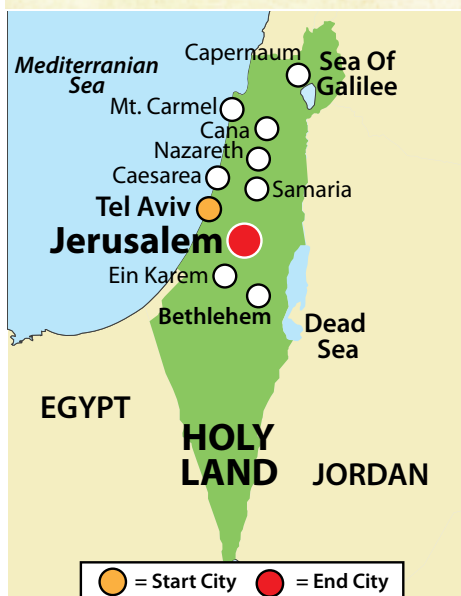 Capernaum
Mediterranian
Sea
Sea Of
Galilee
Mt. Carmel
Cana
Nazareth
Caesarea
Samaria
Tel Aviv
Jerusalem
Ein Karem
Bethlehem
Dead
Sea
EGYPT
HOLY
LAND
JORDAN
= Start City = End City